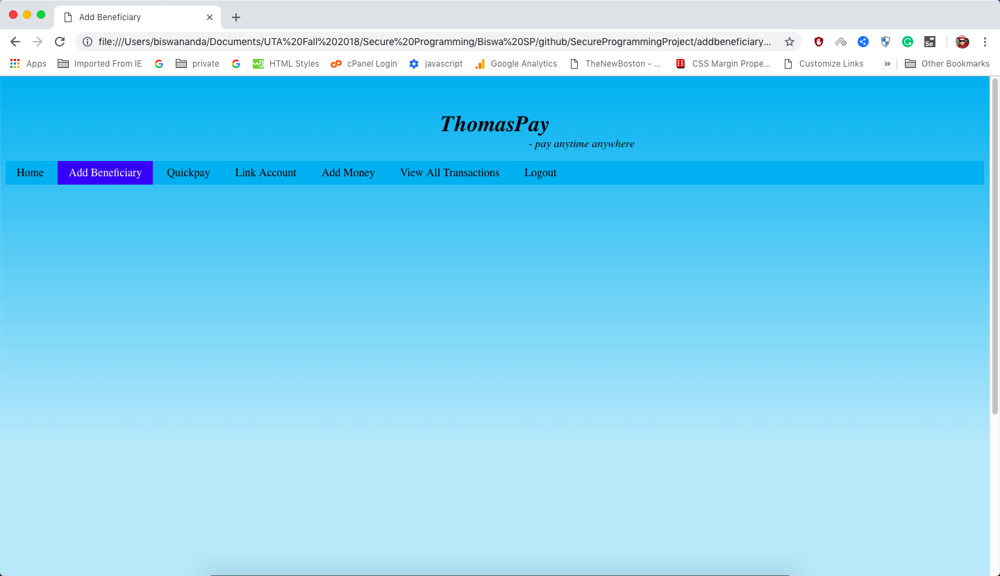 Add Beneficiary
file:///Users/biswananda/Documents/UTA%20Fall%202018/Secure%20Programming/Biswa%20SP/github/SecureProgrammingProject/addbeneficiary...
Apps Imported From IE private HTML Styles cPanel Login javascript Google Analytics TheNewBoston - ... CSS Margin Prope... Customize Links » Other Bookmarks
ThomasPay
- pay anytime anywhere
Home Add Beneficiary Quickpay Link Account Add Money View All Transactions Logout